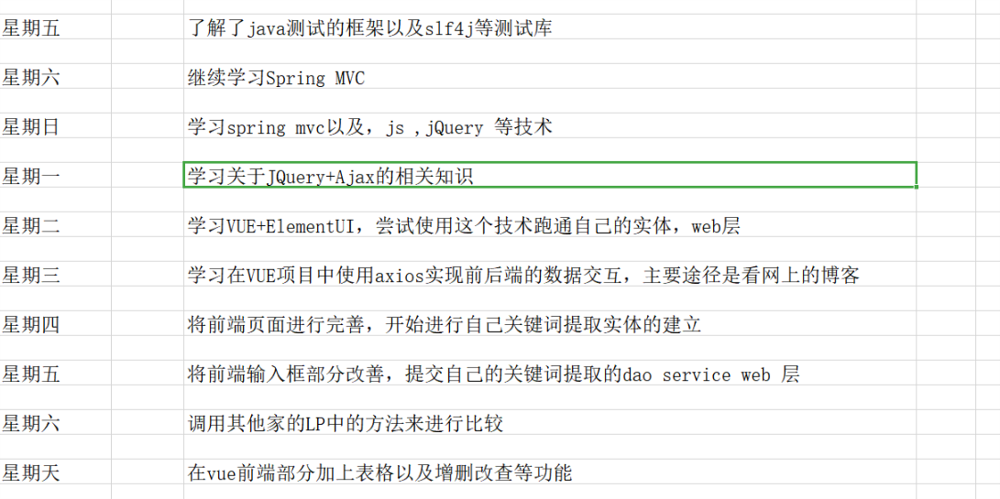 星期五 了解了java测试的框架以及slf4j等测试库
星期六 继续学习Spring MVC
星期日 学习spring mvc以及，js ,jQuery 等技术
星期一 学习关于JQuery+Ajax的相关知识
星期二 学习VUE+ElementUI，尝试使用这个技术跑通自己的实体，web层
星期三 学习在VUE项目中使用axios实现前后端的数据交互，主要途径是看网上的博客
星期四 将前端页面进行完善，开始进行自己关键词提取实体的建立
星期五 将前端输入框部分改善，提交自己的关键词提取的dao service web 层
星期六 调用其他家的LP中的方法来进行比较
星期天 在vue前端部分加上表格以及增删改查等功能